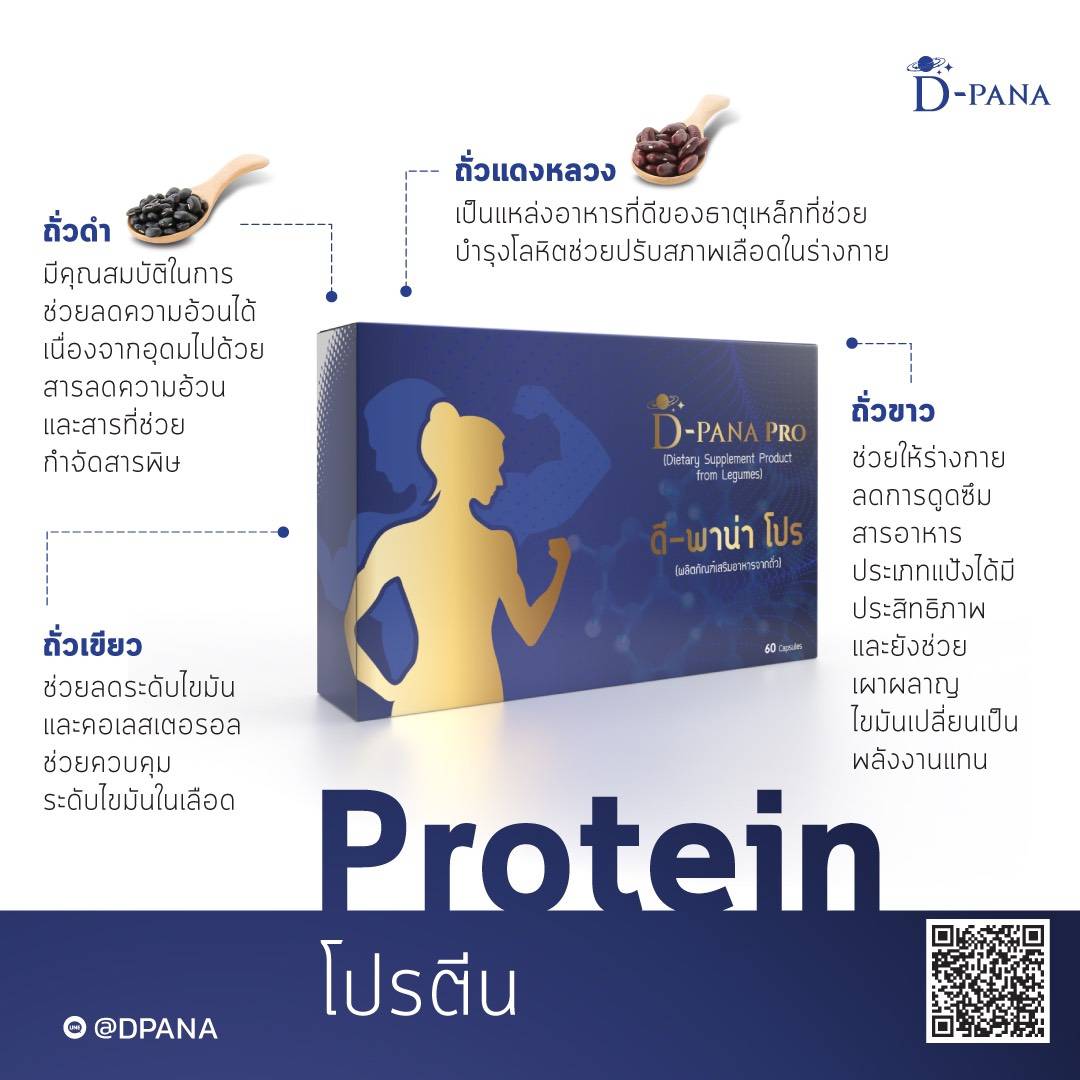 D-PANA
ถั่วแดงหลวง
เป็นแหล่งอาหารที่ดีของธาตุเหล็กที่ช่วย
บำรุงโลหิตช่วยปรับสภาพเลือดในร่างกาย
ถั่วดำ
มีคุณสมบัติในการ
ช่วยลดความอ้วนได้
เนื่องจากอุดมไปด้วย
สารลดความอ้วน
และสารที่ช่วย
กำจัดสารพิษ
D-PANA PRO
(Dietary Supplement Product
from Legumes)
ดี-พาน่า โปร
(ผลิตภัณฑ์เสริมอาหารจากถั่ว)
60 Capsules
ถั่วขาว
ช่วยให้ร่างกาย
ลดการดูดซึม
สารอาหาร
ประเภทแป้งได้มี
ประสิทธิภาพ
และยังช่วย
เผาผลาญ
ไขมันเปลี่ยนเป็น
พลังงานแทน
ถั่วเขียว
ช่วยลดระดับไขมัน
และคอเลสเตอรอล
ช่วยควบคุม
ระดับไขมันในเลือด
Protein
โปรตีน
LINE @DPANA